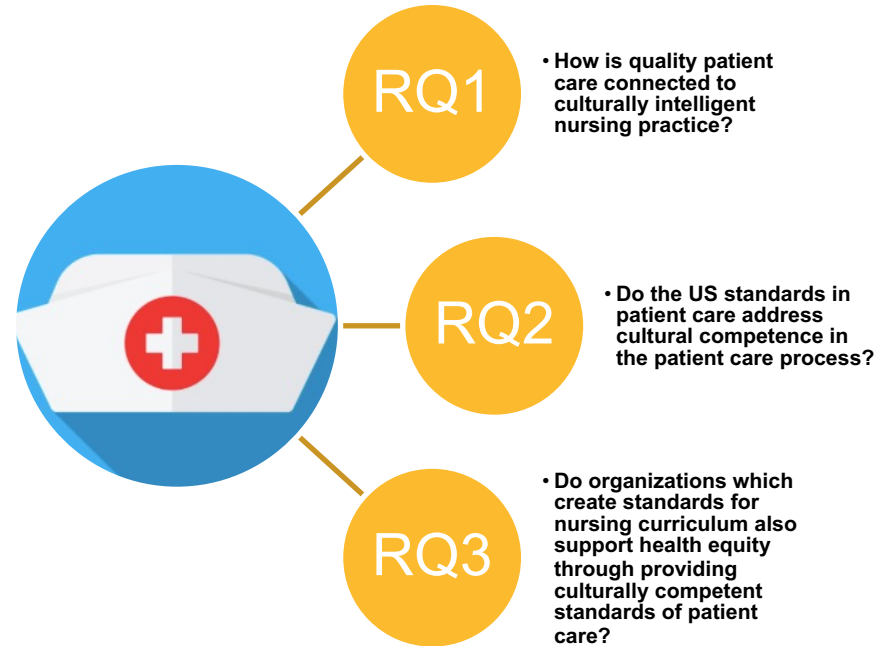 RQ1
• How is quality patient
care connected to
culturally intelligent
nursing practice?
RQ2
• Do the US standards in
patient care address
cultural competence in
the patient care process?
RQ3
• Do organizations which
create standards for
nursing curriculum also
support health equity
through providing
culturally competent
standards of patient
care?